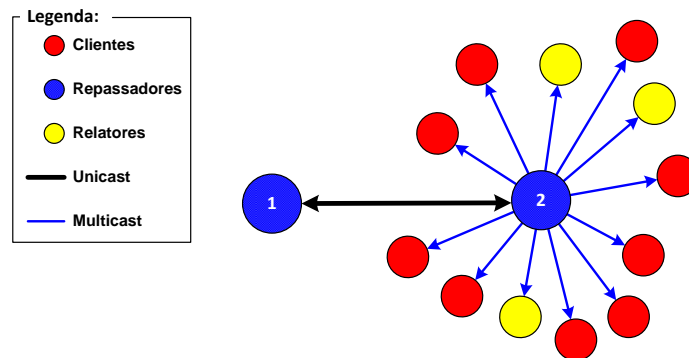 Legenda:
Clientes
Repassadores
Relatores
Unicast
Multicast
1
2